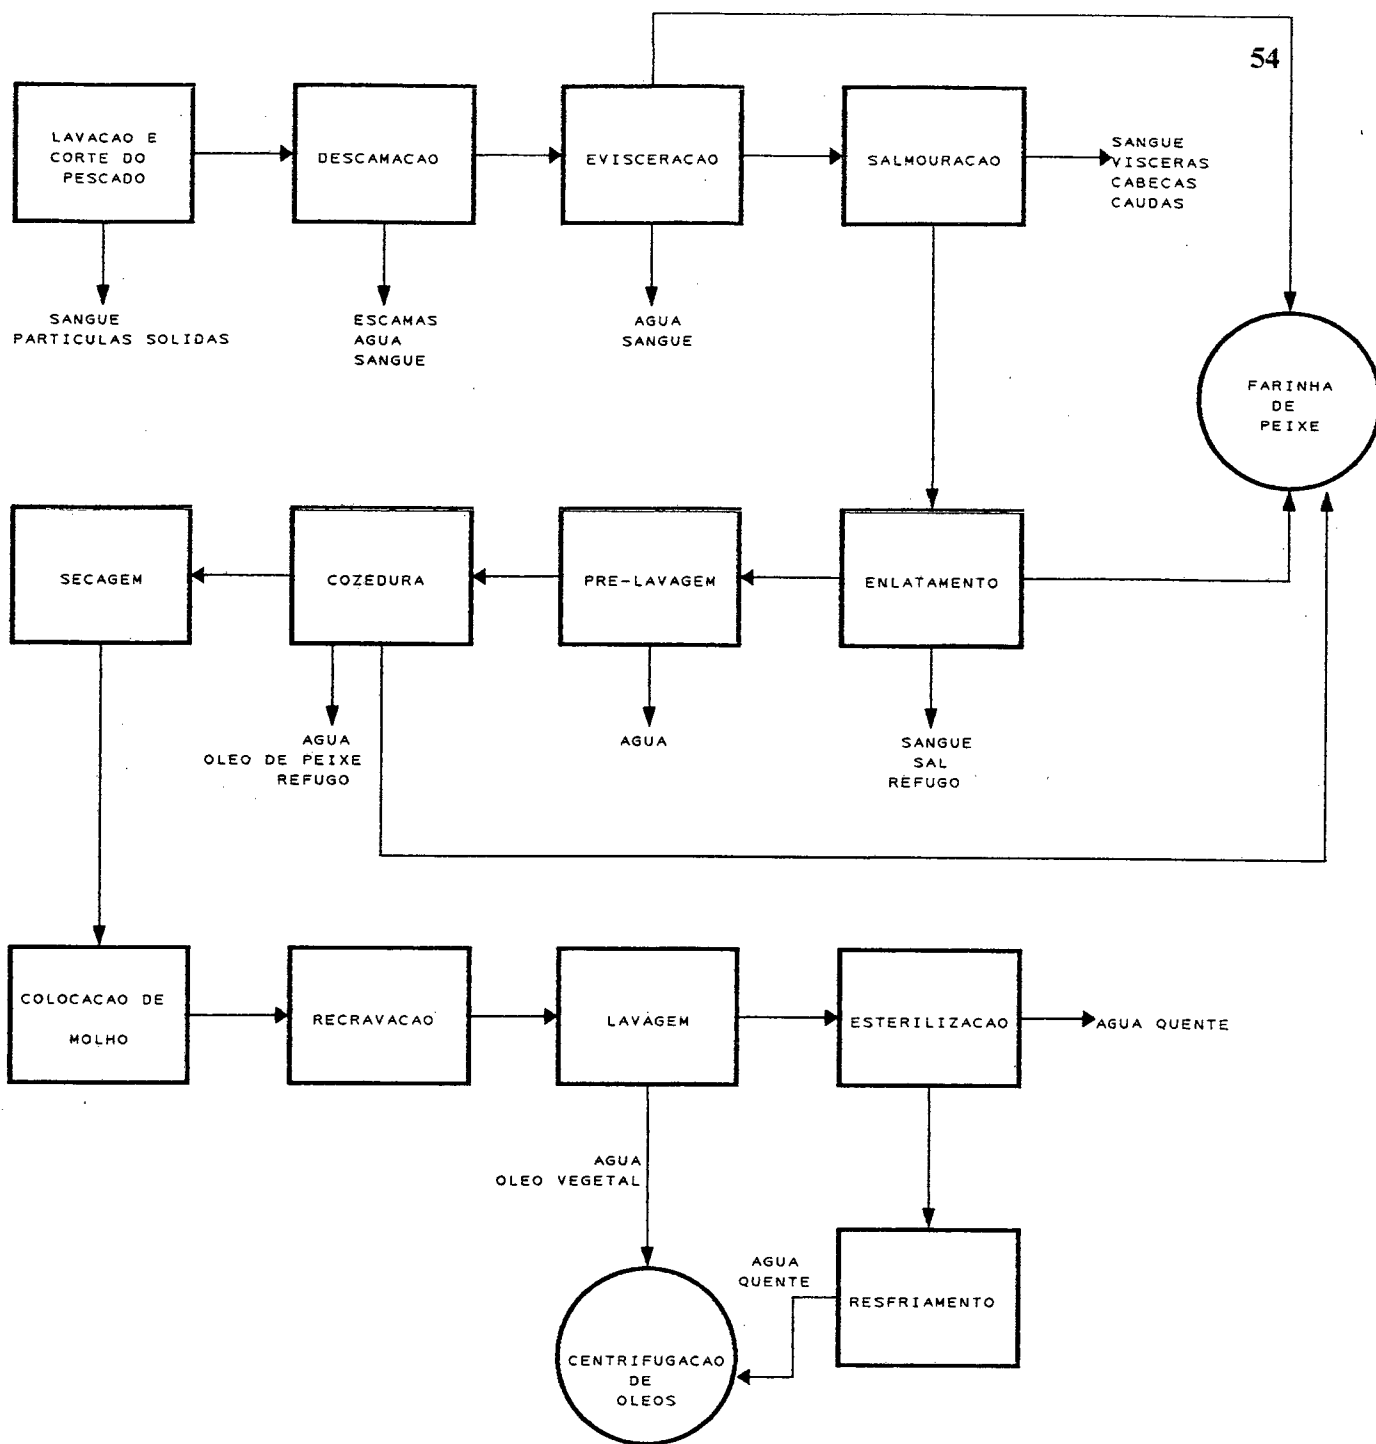 54
LAVACAO E
CORTE DO
PESCADO
DESCAMACAO
EVISCERACAO
SALMOURACAO
SANGUE
VISCERAS
CABECAS
CAUDAS
SANGUE
PARTICULAS SOLIDAS
ESCAMAS
AGUA
SANGUE
AGUA
SANGUE
FARINHA
DE
PEIXE
SECAGEM
COZEDURA
PRE-LAVAGEM
ENLATAMENTO
AGUA
OLEO DE PEIXE
REFUGO
AGUA
SANGUE
SAL
REFUGO
COLOCACAO DE
MOLHO
RECRAVACAO
LAVAGEM
ESTERILIZACAO
AGUA QUENTE
AGUA
OLEO VEGETAL
AGUA
QUENTE
RESFRIAMENTO
CENTRIFUGACAO
DE
OLEOS